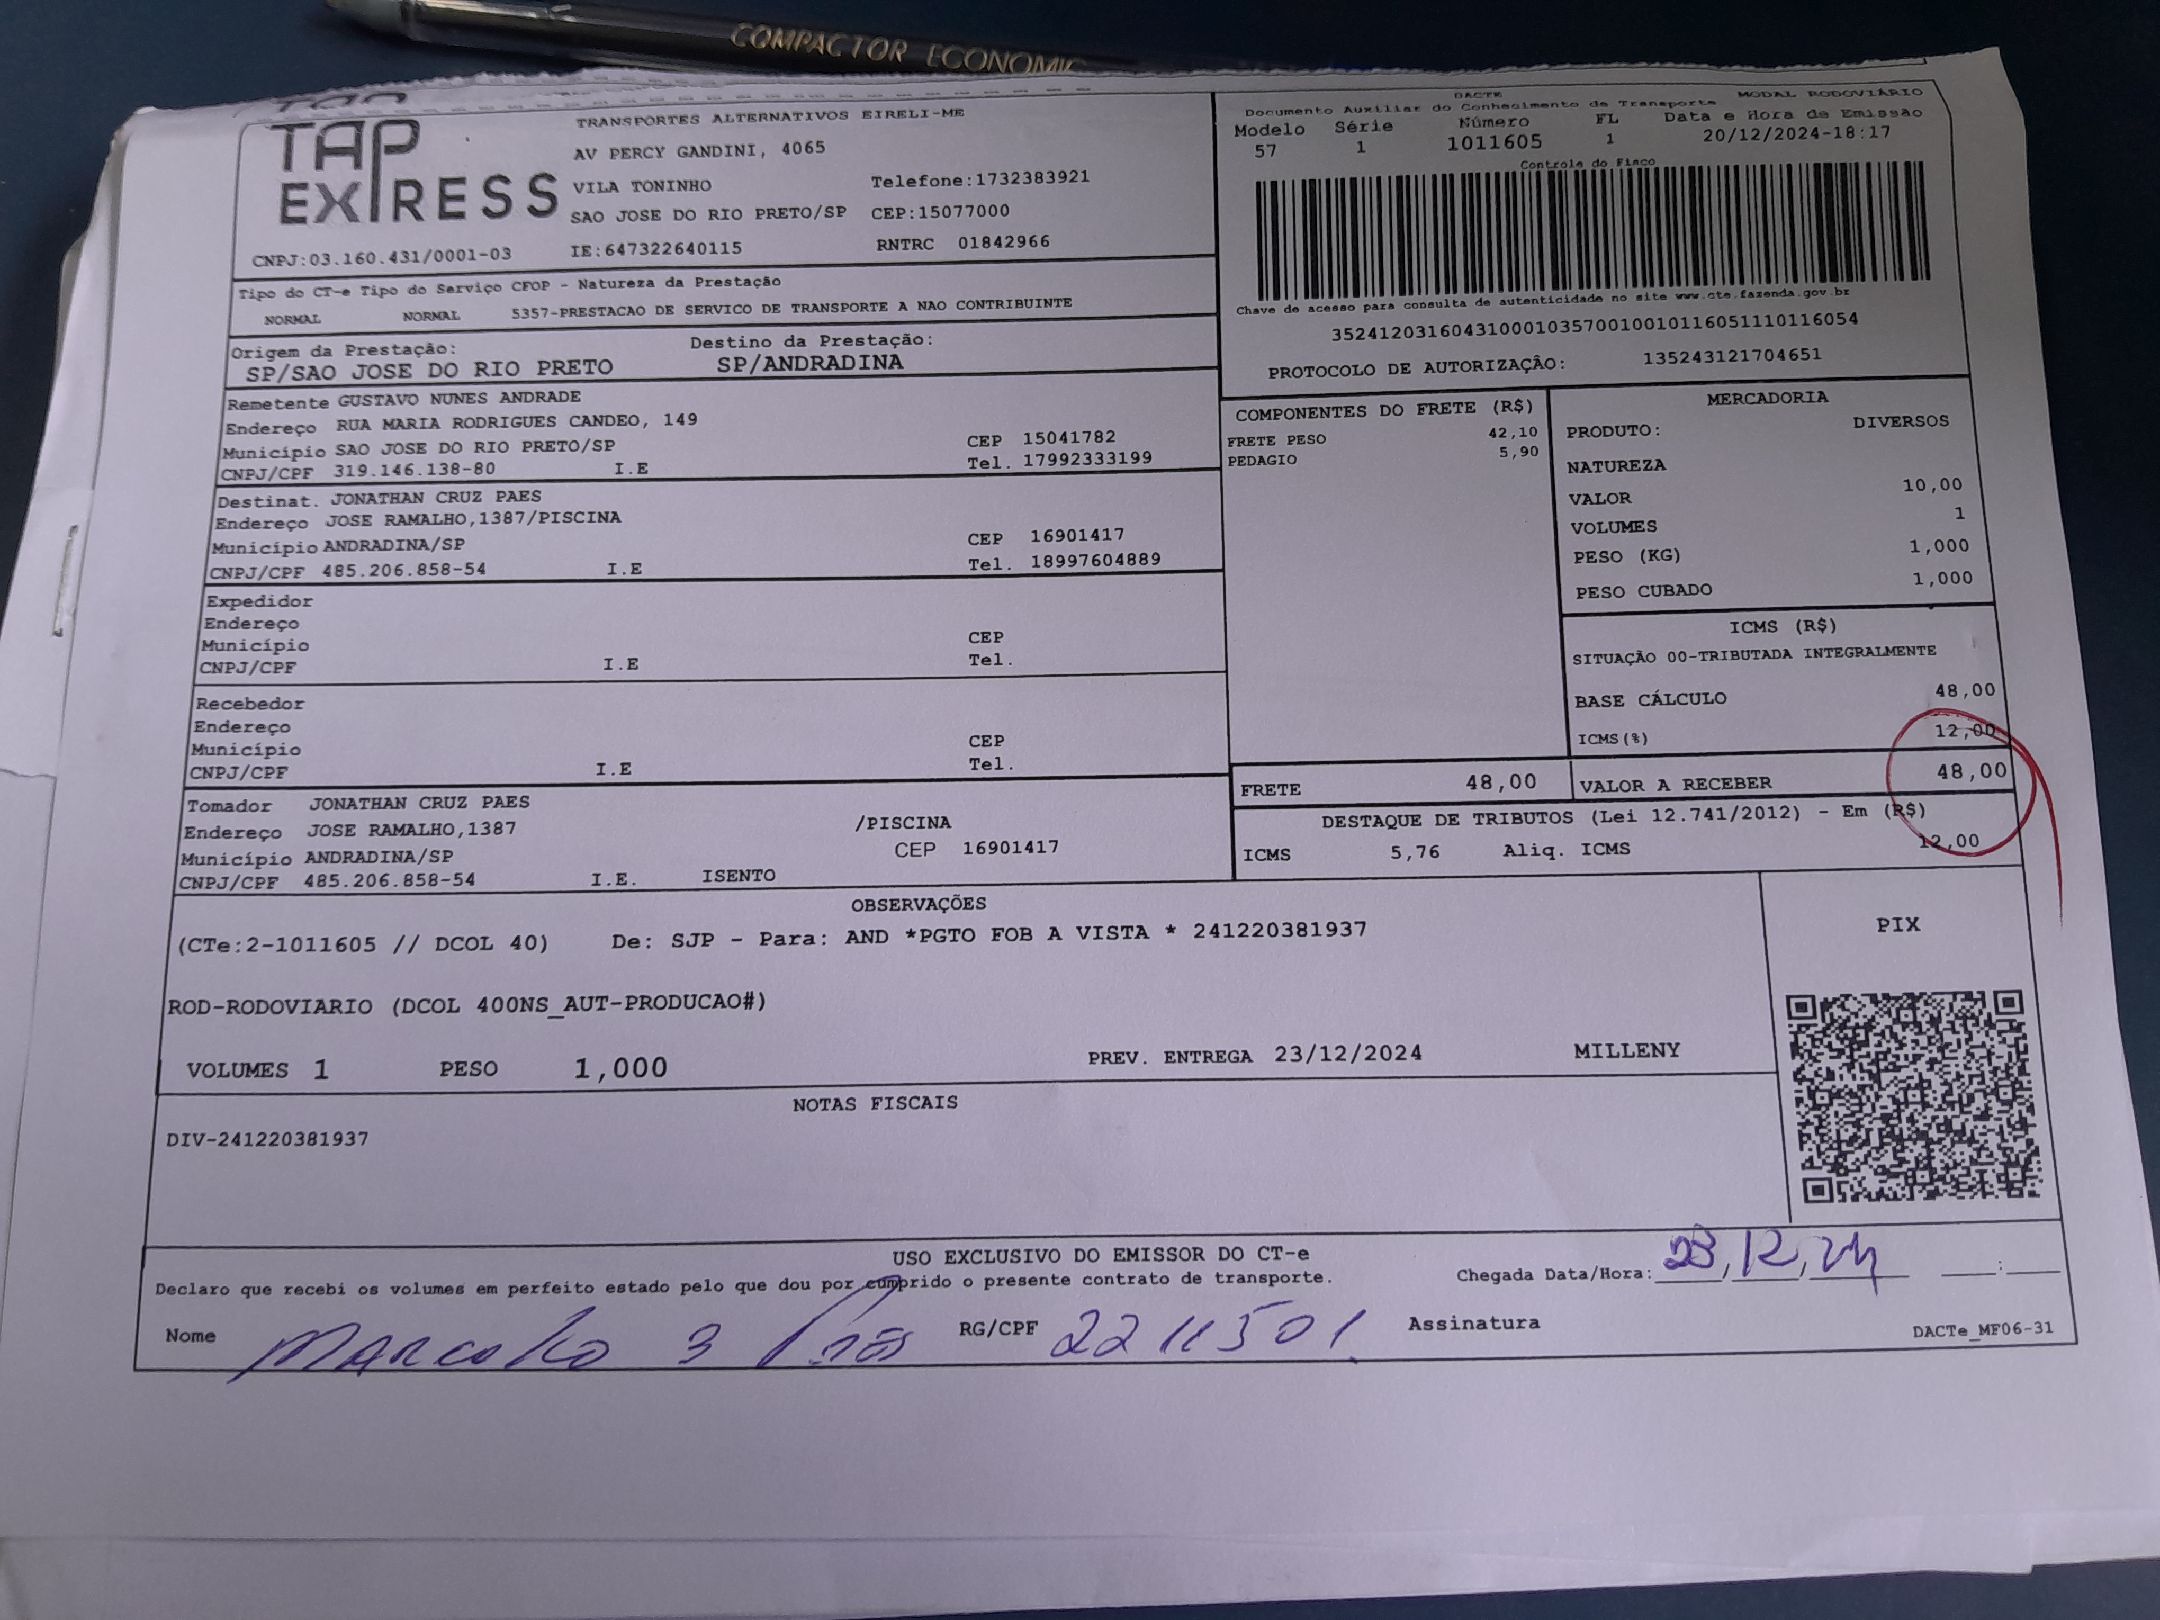 COMPACTOR ECONOMIC
TAP EXPRESS
TRANSPORTES ALTERNATIVOS EIRELI-ME
AV PERCY GANDINI, 4065
VILA TONINHO Telefone:1732383921
SAO JOSE DO RIO PRETO/SP CEP:15077000
CNPJ:03.160.431/0001-03 IE:647322640115 RNTRC 01842966
DACTE MODAL RODOVIÁRIO
Documento Auxiliar do Conhecimento de Transporte
Modelo Série Número FL Data e Hora de Emissão
57 1 1011605 1 20/12/2024-18:17
Controle do Fisco
Chave de acesso para consulta de autenticidade no site www.cte.fazenda.gov.br
35241203160431000103570010010116051110116054
PROTOCOLO DE AUTORIZAÇÃO: 135243121704651
Tipo do CT-e Tipo do Serviço CFOP - Natureza da Prestação
NORMAL NORMAL 5357-PRESTACAO DE SERVICO DE TRANSPORTE A NAO CONTRIBUINTE
Origem da Prestação: Destino da Prestação:
SP/SAO JOSE DO RIO PRETO SP/ANDRADINA
Remetente GUSTAVO NUNES ANDRADE
Endereço RUA MARIA RODRIGUES CANDEO, 149
Município SAO JOSE DO RIO PRETO/SP CEP 15041782
CNPJ/CPF 319.146.138-80 I.E Tel. 17992333199
Destinat. JONATHAN CRUZ PAES
Endereço JOSE RAMALHO,1387/PISCINA
Município ANDRADINA/SP CEP 16901417
CNPJ/CPF 485.206.858-54 I.E Tel. 18997604889
Expedidor
Endereço
Município CEP
CNPJ/CPF I.E Tel.
Recebedor
Endereço
Município CEP
CNPJ/CPF I.E Tel.
Tomador JONATHAN CRUZ PAES
Endereço JOSE RAMALHO,1387 /PISCINA
Município ANDRADINA/SP CEP 16901417
CNPJ/CPF 485.206.858-54 I.E. ISENTO
COMPONENTES DO FRETE (R$)
FRETE PESO 42,10
PEDAGIO 5,90
MERCADORIA
PRODUTO: DIVERSOS
NATUREZA
VALOR 10,00
VOLUMES 1
PESO (KG) 1,000
PESO CUBADO 1,000
ICMS (R$)
SITUAÇÃO 00-TRIBUTADA INTEGRALMENTE
BASE CÁLCULO 48,00
ICMS(%) 12,00
FRETE 48,00 VALOR A RECEBER 48,00
DESTAQUE DE TRIBUTOS (Lei 12.741/2012) - Em (R$)
ICMS 5,76 Aliq. ICMS 12,00
OBSERVAÇÕES
(CTe:2-1011605 // DCOL 40) De: SJP - Para: AND *PGTO FOB A VISTA * 241220381937
ROD-RODOVIARIO (DCOL 400NS_AUT-PRODUCAO#)
VOLUMES 1 PESO 1,000 PREV. ENTREGA 23/12/2024 MILLENY
PIX
NOTAS FISCAIS
DIV-241220381937
USO EXCLUSIVO DO EMISSOR DO CT-e
Declaro que recebi os volumes em perfeito estado pelo que dou por cumprido o presente contrato de transporte.
Chegada Data/Hora: 23,12,24 :
Nome RG/CPF 2211501 Assinatura
DACTe_MF06-31